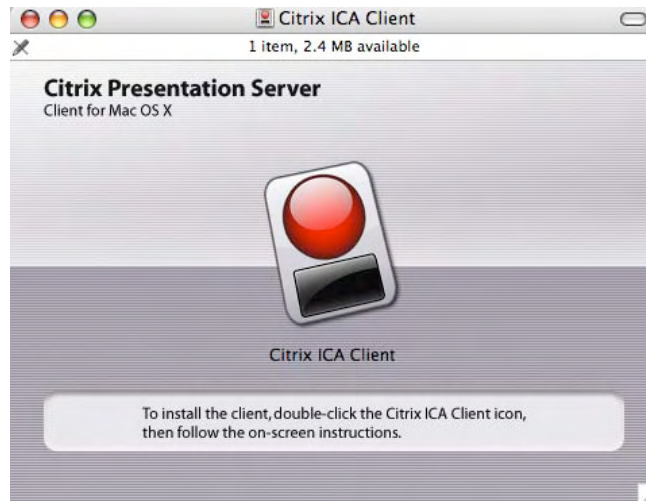 Citrix ICA Client
1 item, 2.4 MB available
Citrix Presentation Server
Client for Mac OS X
Citrix ICA Client
To install the client, double-click the Citrix ICA Client icon,
then follow the on-screen instructions.